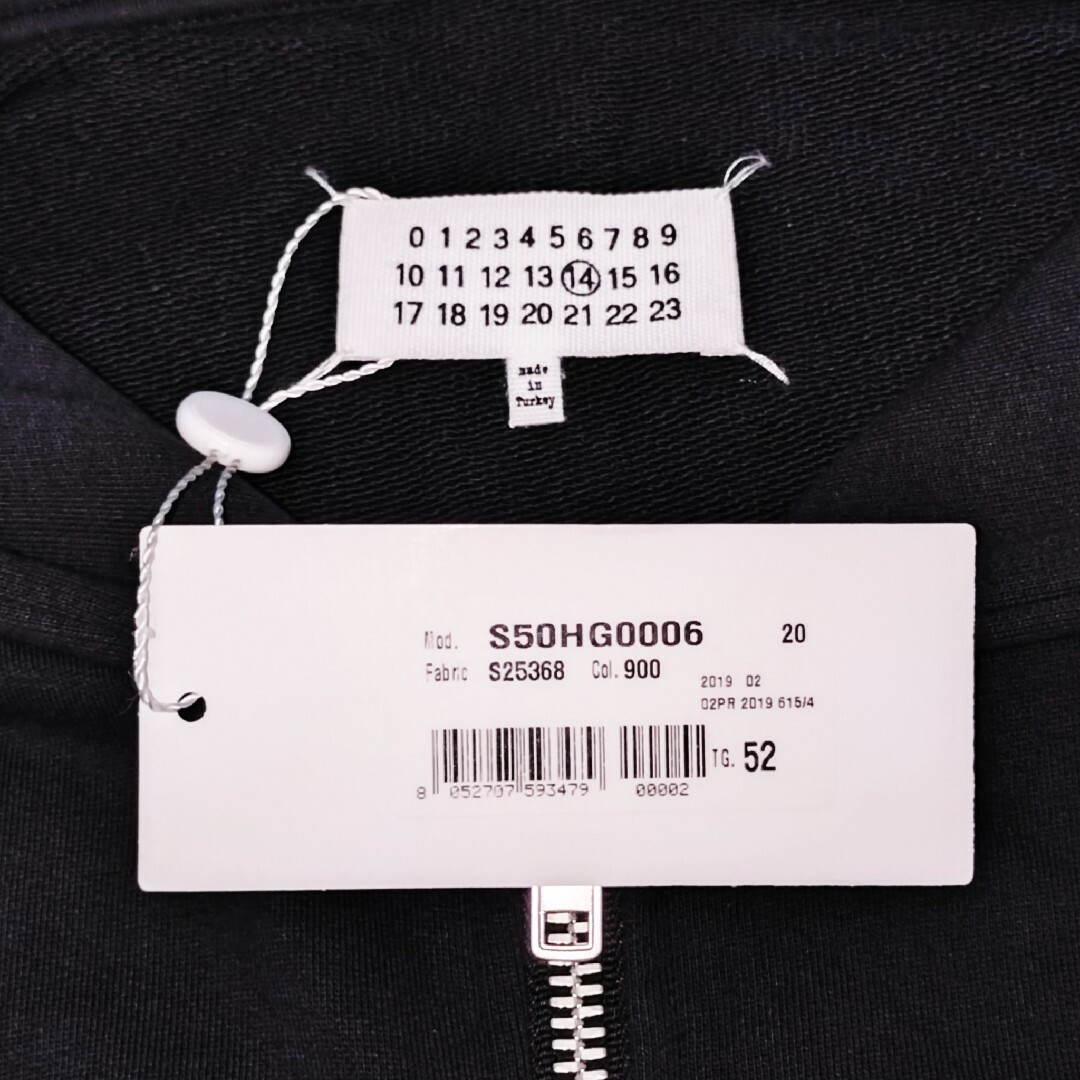 0 1 2 3 4 5 6 7 8 9
10 11 12 13 14 15 16
17 18 19 20 21 22 23
made
in
Turkey
Mod. S50HG0006 20
Fabric S25368 Col. 900
2019 02
02PR 2019 615/4
TG. 52
8 052707 593479 00002